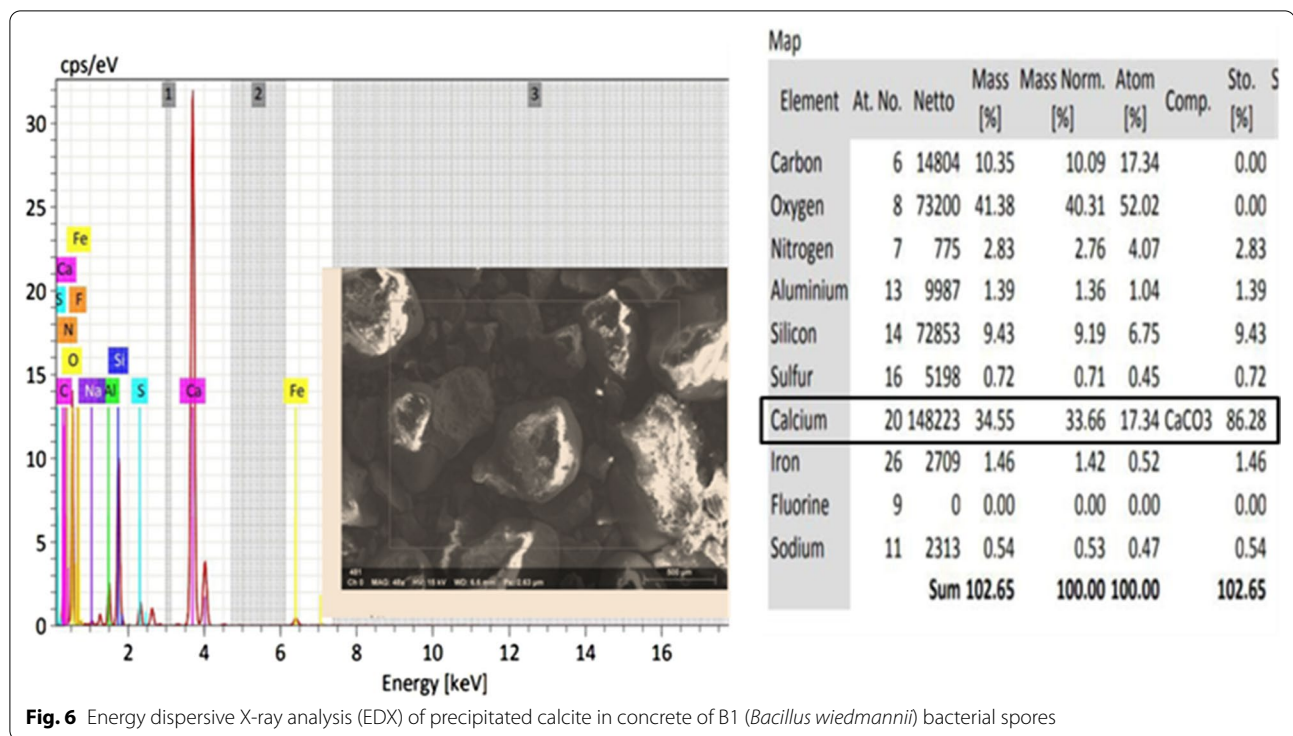 cps/eV
1 2 3
30
25
20
15
10
5
0
Fe
Ca
S F
N
O Si
C Na Al S Ca Fe
2 4 6 8 10 12 14 16
Energy [keV]
Map
Element At. No. Netto Mass [%] Mass Norm. [%] Atom [%] Comp. Sto. [%] S
Carbon 6 14804 10.35 10.09 17.34 0.00
Oxygen 8 73200 41.38 40.31 52.02 0.00
Nitrogen 7 775 2.83 2.76 4.07 2.83
Aluminium 13 9987 1.39 1.36 1.04 1.39
Silicon 14 72853 9.43 9.19 6.75 9.43
Sulfur 16 5198 0.72 0.71 0.45 0.72
Calcium 20 148223 34.55 33.66 17.34 CaCO3 86.28
Iron 26 2709 1.46 1.42 0.52 1.46
Fluorine 9 0 0.00 0.00 0.00 0.00
Sodium 11 2313 0.54 0.53 0.47 0.54
Sum 102.65 100.00 100.00 102.65
Fig. 6 Energy dispersive X-ray analysis (EDX) of precipitated calcite in concrete of B1 (Bacillus wiedmannii) bacterial spores